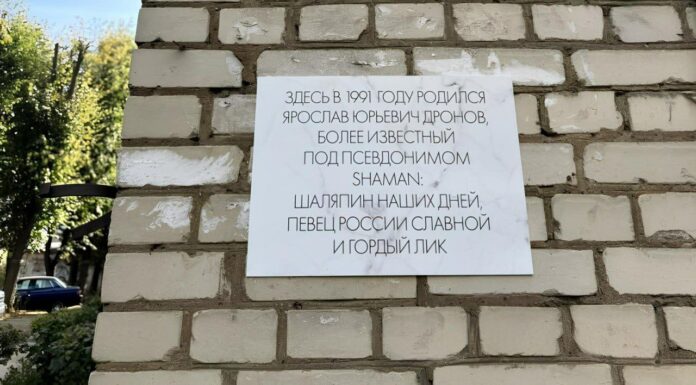 ЗДЕСЬ В 1991 ГОДУ РОДИЛСЯ
ЯРОСЛАВ ЮРЬЕВИЧ ДРОНОВ,
БОЛЕЕ ИЗВЕСТНЫЙ
ПОД ПСЕВДОНИМОМ
SHAMAN:
ШАЛЯПИН НАШИХ ДНЕЙ,
ПЕВЕЦ РОССИИ СЛАВНОЙ
И ГОРДЫЙ ЛИК